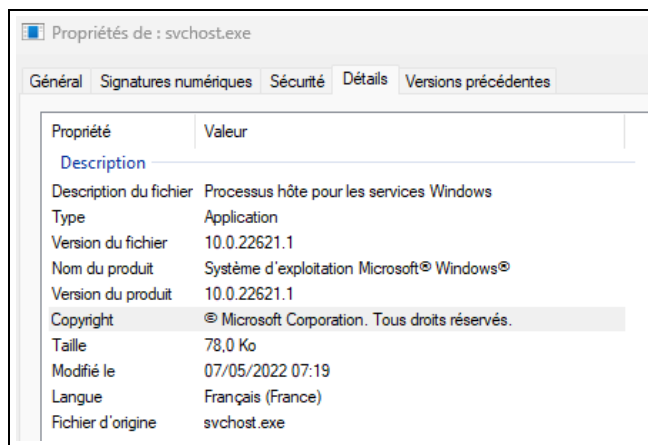 Propriétés de : svchost.exe
Général Signatures numériques Sécurité Détails Versions précédentes
Propriété Valeur
Description
Description du fichier Processus hôte pour les services Windows
Type Application
Version du fichier 10.0.22621.1
Nom du produit Système d'exploitation Microsoft® Windows®
Version du produit 10.0.22621.1
Copyright © Microsoft Corporation. Tous droits réservés.
Taille 78,0 Ko
Modifié le 07/05/2022 07:19
Langue Français (France)
Fichier d'origine svchost.exe